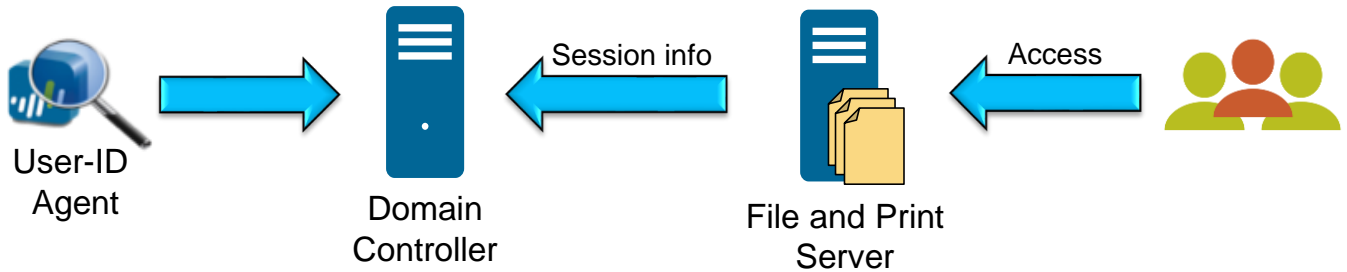 Session info
Access
User-ID
Agent
Domain
Controller
File and Print
Server